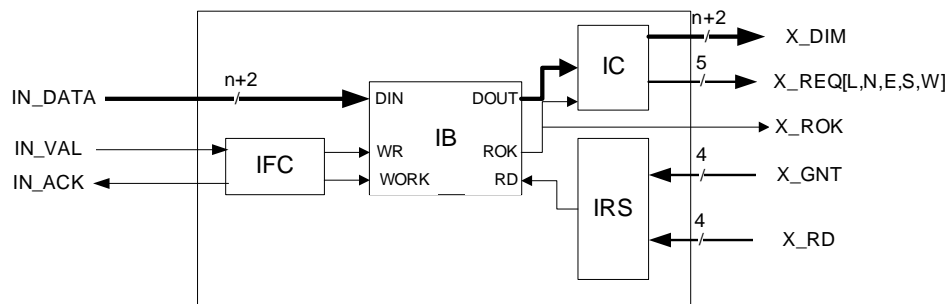 n+2
X_DIM
IC
n+2
5
X_REQ[L,N,E,S,W]
IN_DATA
DIN
DOUT
IB
X_ROK
IN_VAL
WR
ROK
4
IFC
X_GNT
IN_ACK
WORK
RD
IRS
4
X_RD